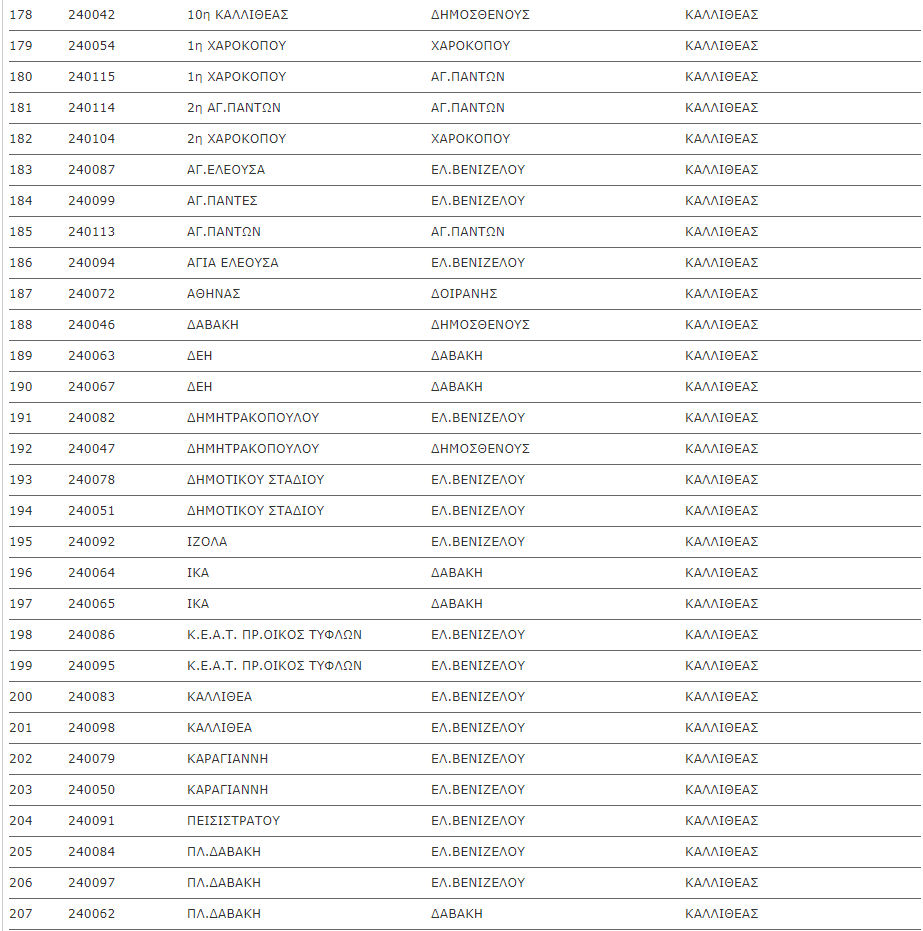 178 240042 10η ΚΑΛΛΙΘΕΑΣ ΔΗΜΟΣΘΕΝΟΥΣ ΚΑΛΛΙΘΕΑΣ
179 240054 1η ΧΑΡΟΚΟΠΟΥ ΧΑΡΟΚΟΠΟΥ ΚΑΛΛΙΘΕΑΣ
180 240115 1η ΧΑΡΟΚΟΠΟΥ ΑΓ.ΠΑΝΤΩΝ ΚΑΛΛΙΘΕΑΣ
181 240114 2η ΑΓ.ΠΑΝΤΩΝ ΑΓ.ΠΑΝΤΩΝ ΚΑΛΛΙΘΕΑΣ
182 240104 2η ΧΑΡΟΚΟΠΟΥ ΧΑΡΟΚΟΠΟΥ ΚΑΛΛΙΘΕΑΣ
183 240087 ΑΓ.ΕΛΕΟΥΣΑ ΕΛ.ΒΕΝΙΖΕΛΟΥ ΚΑΛΛΙΘΕΑΣ
184 240099 ΑΓ.ΠΑΝΤΕΣ ΕΛ.ΒΕΝΙΖΕΛΟΥ ΚΑΛΛΙΘΕΑΣ
185 240113 ΑΓ.ΠΑΝΤΩΝ ΑΓ.ΠΑΝΤΩΝ ΚΑΛΛΙΘΕΑΣ
186 240094 ΑΓΙΑ ΕΛΕΟΥΣΑ ΕΛ.ΒΕΝΙΖΕΛΟΥ ΚΑΛΛΙΘΕΑΣ
187 240072 ΑΘΗΝΑΣ ΔΟΙΡΑΝΗΣ ΚΑΛΛΙΘΕΑΣ
188 240046 ΔΑΒΑΚΗ ΔΗΜΟΣΘΕΝΟΥΣ ΚΑΛΛΙΘΕΑΣ
189 240063 ΔΕΗ ΔΑΒΑΚΗ ΚΑΛΛΙΘΕΑΣ
190 240067 ΔΕΗ ΔΑΒΑΚΗ ΚΑΛΛΙΘΕΑΣ
191 240082 ΔΗΜΗΤΡΑΚΟΠΟΥΛΟΥ ΕΛ.ΒΕΝΙΖΕΛΟΥ ΚΑΛΛΙΘΕΑΣ
192 240047 ΔΗΜΗΤΡΑΚΟΠΟΥΛΟΥ ΔΗΜΟΣΘΕΝΟΥΣ ΚΑΛΛΙΘΕΑΣ
193 240078 ΔΗΜΟΤΙΚΟΥ ΣΤΑΔΙΟΥ ΕΛ.ΒΕΝΙΖΕΛΟΥ ΚΑΛΛΙΘΕΑΣ
194 240051 ΔΗΜΟΤΙΚΟΥ ΣΤΑΔΙΟΥ ΕΛ.ΒΕΝΙΖΕΛΟΥ ΚΑΛΛΙΘΕΑΣ
195 240092 ΙΖΟΛΑ ΕΛ.ΒΕΝΙΖΕΛΟΥ ΚΑΛΛΙΘΕΑΣ
196 240064 ΙΚΑ ΔΑΒΑΚΗ ΚΑΛΛΙΘΕΑΣ
197 240065 ΙΚΑ ΔΑΒΑΚΗ ΚΑΛΛΙΘΕΑΣ
198 240086 Κ.Ε.Α.Τ. ΠΡ.ΟΙΚΟΣ ΤΥΦΛΩΝ ΕΛ.ΒΕΝΙΖΕΛΟΥ ΚΑΛΛΙΘΕΑΣ
199 240095 Κ.Ε.Α.Τ. ΠΡ.ΟΙΚΟΣ ΤΥΦΛΩΝ ΕΛ.ΒΕΝΙΖΕΛΟΥ ΚΑΛΛΙΘΕΑΣ
200 240083 ΚΑΛΛΙΘΕΑ ΕΛ.ΒΕΝΙΖΕΛΟΥ ΚΑΛΛΙΘΕΑΣ
201 240098 ΚΑΛΛΙΘΕΑ ΕΛ.ΒΕΝΙΖΕΛΟΥ ΚΑΛΛΙΘΕΑΣ
202 240079 ΚΑΡΑΓΙΑΝΝΗ ΕΛ.ΒΕΝΙΖΕΛΟΥ ΚΑΛΛΙΘΕΑΣ
203 240050 ΚΑΡΑΓΙΑΝΝΗ ΕΛ.ΒΕΝΙΖΕΛΟΥ ΚΑΛΛΙΘΕΑΣ
204 240091 ΠΕΙΣΙΣΤΡΑΤΟΥ ΕΛ.ΒΕΝΙΖΕΛΟΥ ΚΑΛΛΙΘΕΑΣ
205 240084 ΠΛ.ΔΑΒΑΚΗ ΕΛ.ΒΕΝΙΖΕΛΟΥ ΚΑΛΛΙΘΕΑΣ
206 240097 ΠΛ.ΔΑΒΑΚΗ ΕΛ.ΒΕΝΙΖΕΛΟΥ ΚΑΛΛΙΘΕΑΣ
207 240062 ΠΛ.ΔΑΒΑΚΗ ΔΑΒΑΚΗ ΚΑΛΛΙΘΕΑΣ